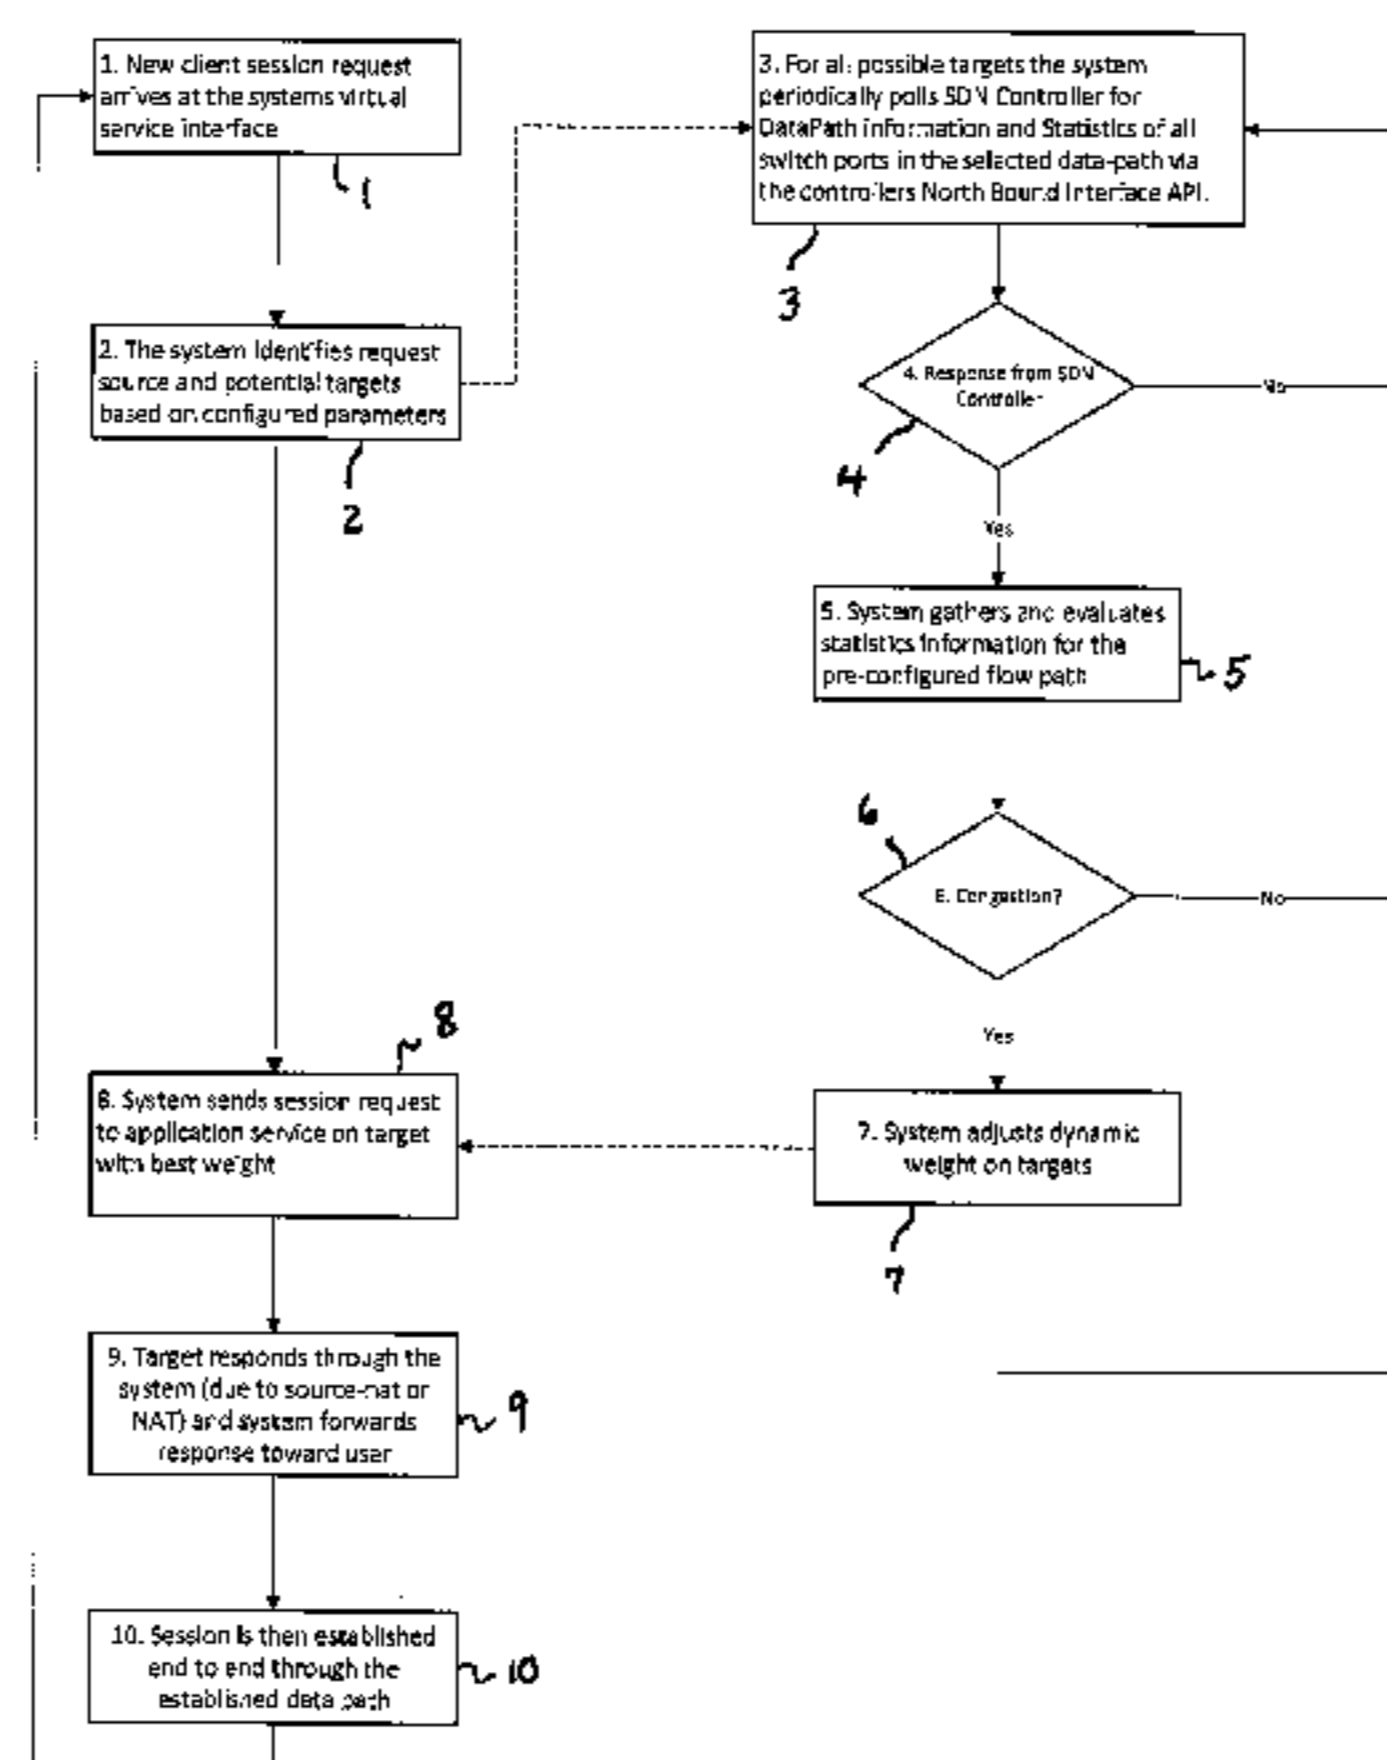 1. New client session request
arrives at the systems virtual
service interface
1
2. The system identifies request
source and potential targets
based on configured parameters
2
3. For all possible targets the system
periodically polls SDN Controller for
DataPath information and Statistics of all
switch ports in the selected data-path via
the controllers North Bound Interface API.
3
4. Response from SDN
Controller
4
No
Yes
5. System gathers and evaluates
statistics information for the
pre-configured flow path
5
6
6. Congestion?
No
Yes
7. System adjusts dynamic
weight on targets
7
8
8. System sends session request
to application service on target
with best weight
9. Target responds through the
system (due to source-nat or
NAT) and system forwards
response toward user
9
10. Session is then established
end to end through the
established data path
10